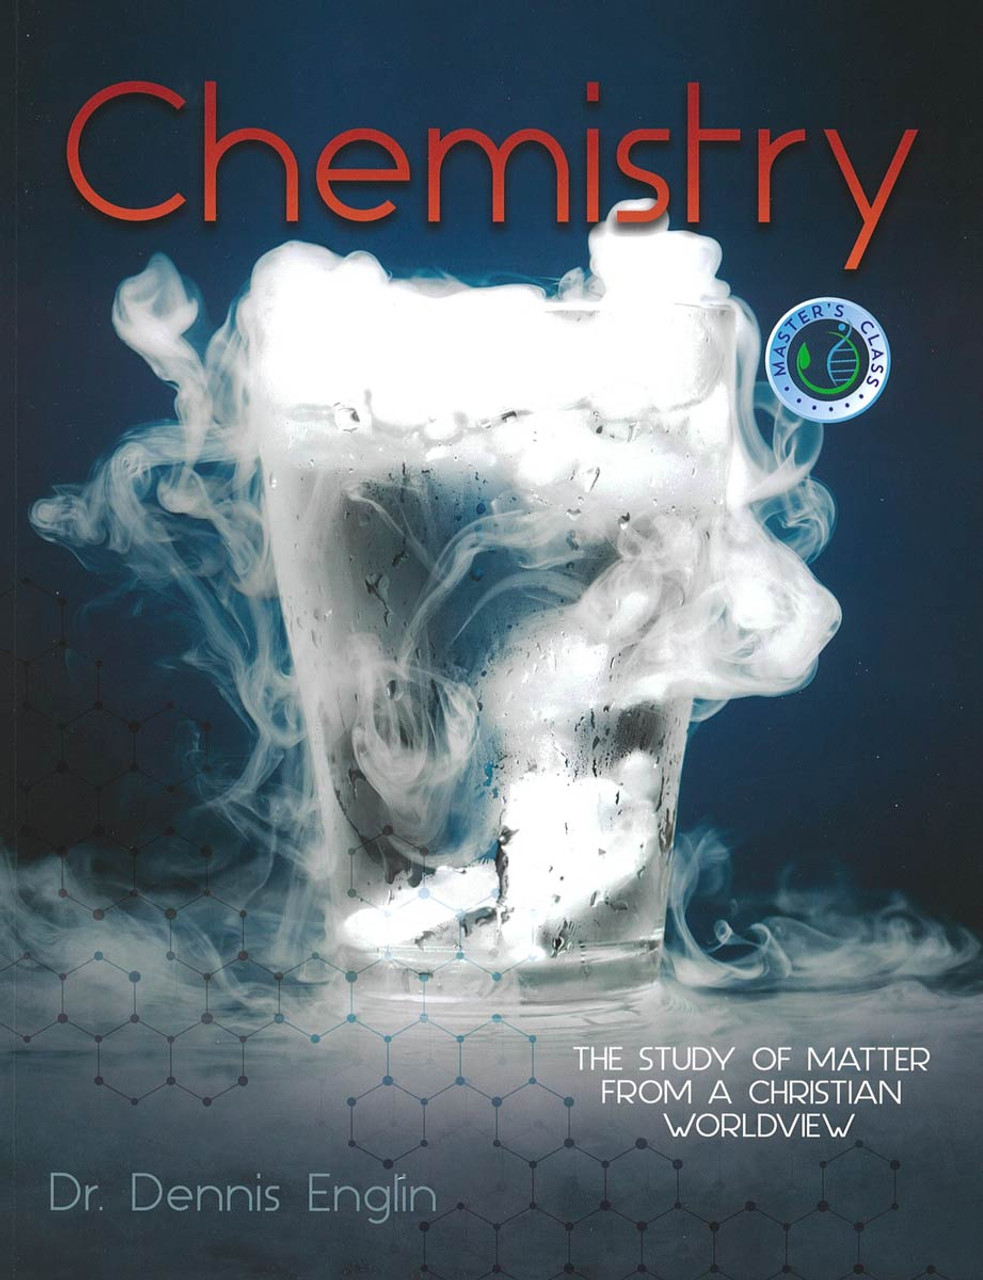 Chemistry
MASTER'S CLASS
THE STUDY OF MATTER
FROM A CHRISTIAN
WORLDVIEW
Dr. Dennis Englin